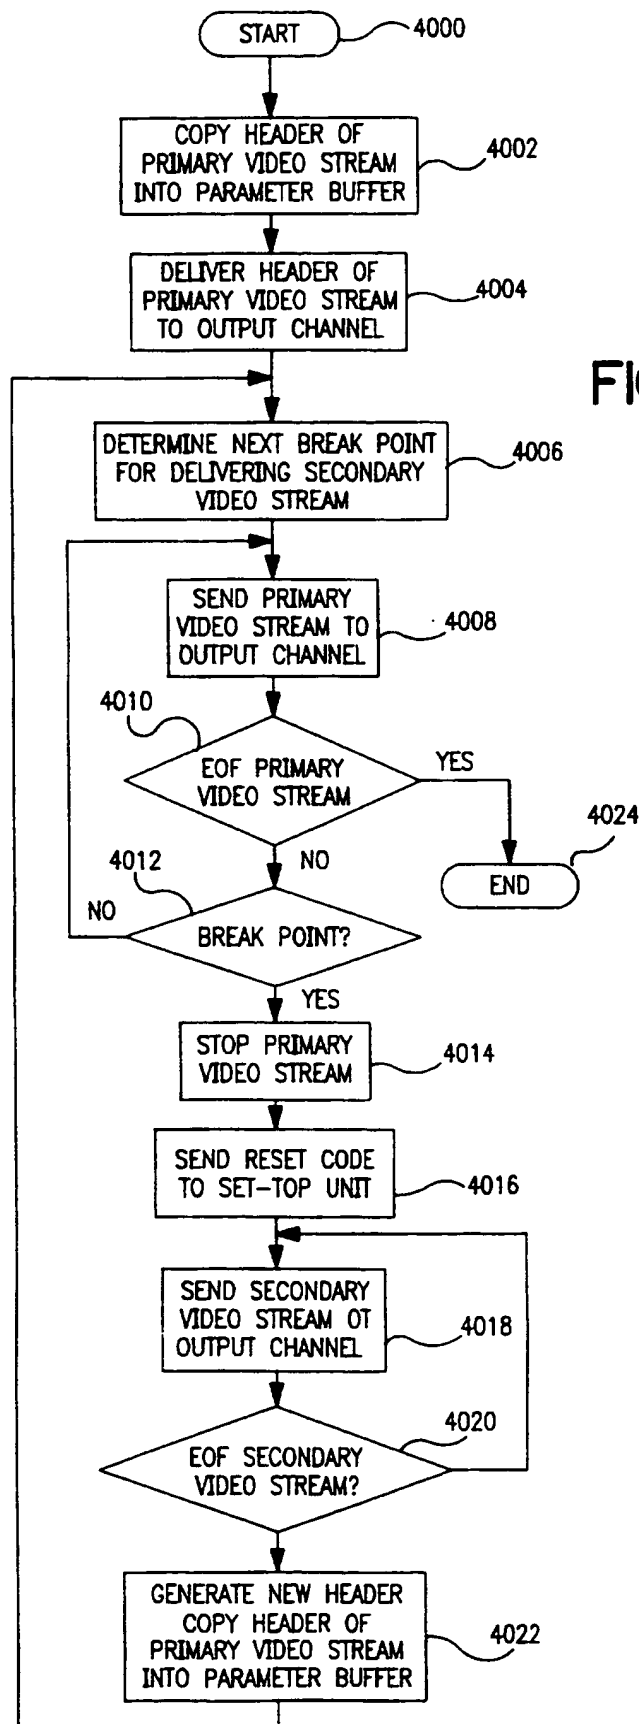 START
4000
COPY HEADER OF
PRIMARY VIDEO STREAM
INTO PARAMETER BUFFER
4002
DELIVER HEADER OF
PRIMARY VIDEO STREAM
TO OUTPUT CHANNEL
4004
DETERMINE NEXT BREAK POINT
FOR DELIVERING SECONDARY
VIDEO STREAM
4006
SEND PRIMARY
VIDEO STREAM TO
OUTPUT CHANNEL
4008
4010
EOF PRIMARY
VIDEO STREAM
YES
4024
END
NO
4012
NO
BREAK POINT?
YES
STOP PRIMARY
VIDEO STREAM
4014
SEND RESET CODE
TO SET-TOP UNIT
4016
SEND SECONDARY
VIDEO STREAM OT
OUTPUT CHANNEL
4018
4020
EOF SECONDARY
VIDEO STREAM?
GENERATE NEW HEADER
COPY HEADER OF
PRIMARY VIDEO STREAM
INTO PARAMETER BUFFER
4022